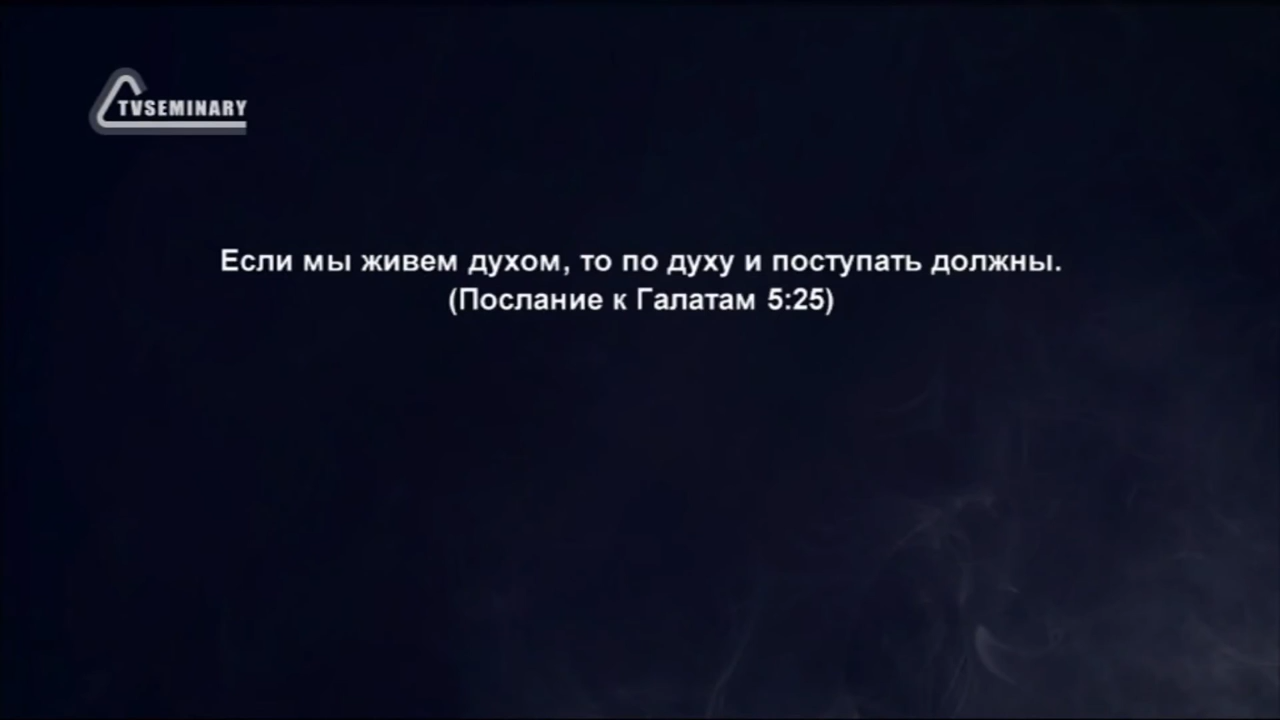 TVSEMINARY
Если мы живем духом, то по духу и поступать должны.
(Послание к Галатам 5:25)